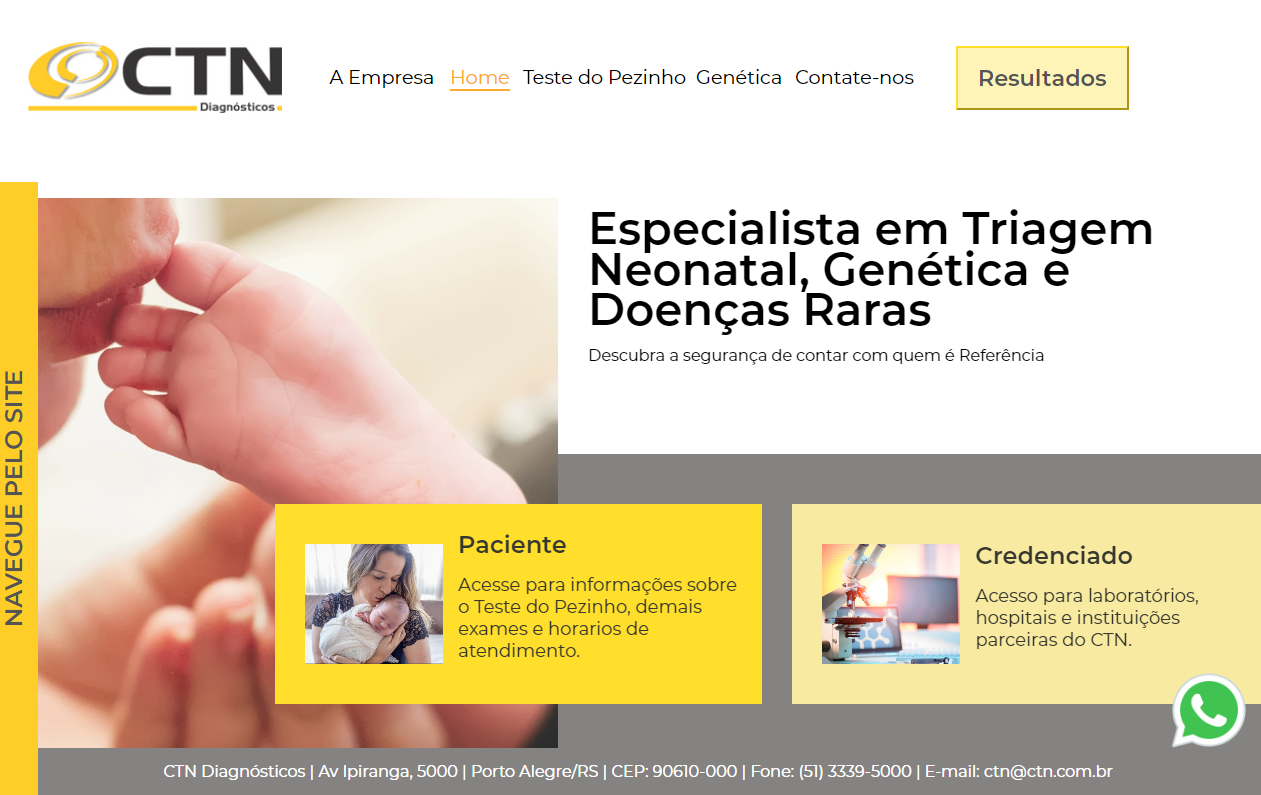 CTN
Diagnósticos
A Empresa
Home
Teste do Pezinho
Genética
Contate-nos
Resultados
NAVEGUE PELO SITE
Especialista em Triagem
Neonatal, Genética e
Doenças Raras
Descubra a segurança de contar com quem é Referência
Paciente
Acesse para informações sobre
o Teste do Pezinho, demais
exames e horarios de
atendimento.
Credenciado
Acesso para laboratórios,
hospitais e instituições
parceiras do CTN.
CTN Diagnósticos | Av Ipiranga, 5000 | Porto Alegre/RS | CEP: 90610-000 | Fone: (51) 3339-5000 | E-mail: ctn@ctn.com.br